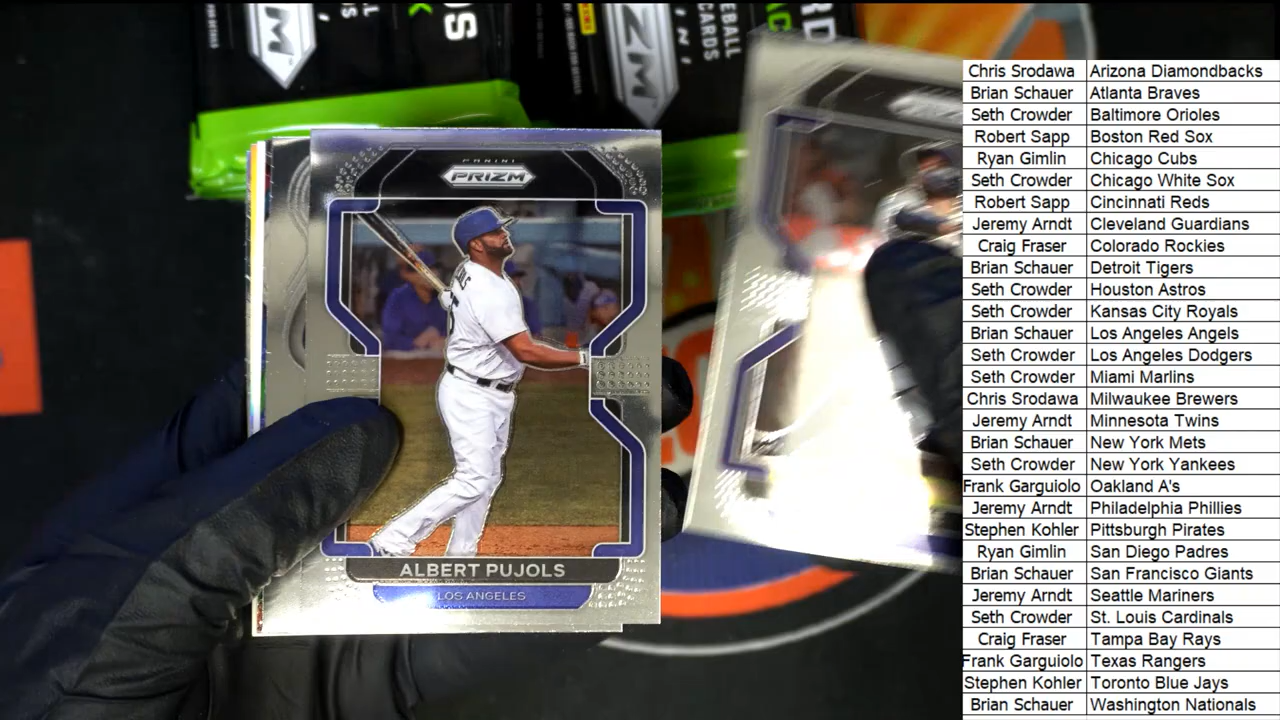 BASEBALL
CARDS
PANINI
PRIZM
ALBERT PUJOLS
LOS ANGELES
Chris Srodawa Arizona Diamondbacks
Brian Schauer Atlanta Braves
Seth Crowder Baltimore Orioles
Robert Sapp Boston Red Sox
Ryan Gimlin Chicago Cubs
Seth Crowder Chicago White Sox
Robert Sapp Cincinnati Reds
Jeremy Arndt Cleveland Guardians
Craig Fraser Colorado Rockies
Brian Schauer Detroit Tigers
Seth Crowder Houston Astros
Seth Crowder Kansas City Royals
Brian Schauer Los Angeles Angels
Seth Crowder Los Angeles Dodgers
Seth Crowder Miami Marlins
Chris Srodawa Milwaukee Brewers
Jeremy Arndt Minnesota Twins
Brian Schauer New York Mets
Seth Crowder New York Yankees
Frank Garguiolo Oakland A's
Jeremy Arndt Philadelphia Phillies
Stephen Kohler Pittsburgh Pirates
Ryan Gimlin San Diego Padres
Brian Schauer San Francisco Giants
Jeremy Arndt Seattle Mariners
Seth Crowder St. Louis Cardinals
Craig Fraser Tampa Bay Rays
Frank Garguiolo Texas Rangers
Stephen Kohler Toronto Blue Jays
Brian Schauer Washington Nationals